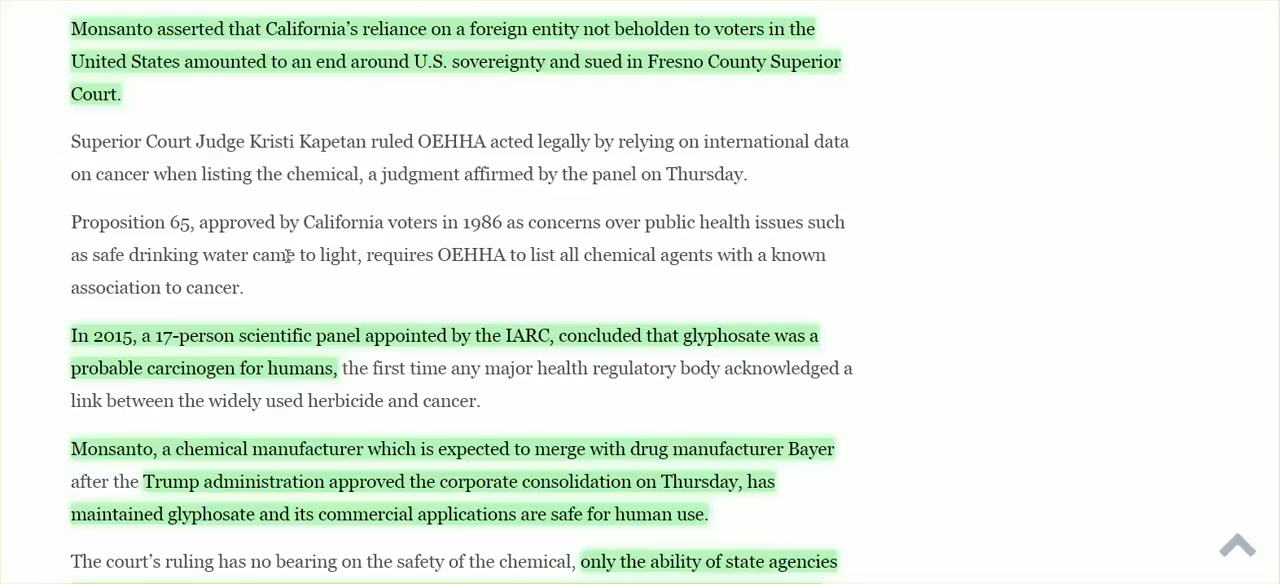 Monsanto asserted that California’s reliance on a foreign entity not beholden to voters in the
United States amounted to an end around U.S. sovereignty and sued in Fresno County Superior
Court.
Superior Court Judge Kristi Kapetan ruled OEHHA acted legally by relying on international data
on cancer when listing the chemical, a judgment affirmed by the panel on Thursday.
Proposition 65, approved by California voters in 1986 as concerns over public health issues such
as safe drinking water came to light, requires OEHHA to list all chemical agents with a known
association to cancer.
In 2015, a 17-person scientific panel appointed by the IARC, concluded that glyphosate was a
probable carcinogen for humans, the first time any major health regulatory body acknowledged a
link between the widely used herbicide and cancer.
Monsanto, a chemical manufacturer which is expected to merge with drug manufacturer Bayer
after the Trump administration approved the corporate consolidation on Thursday, has
maintained glyphosate and its commercial applications are safe for human use.
The court’s ruling has no bearing on the safety of the chemical, only the ability of state agencies